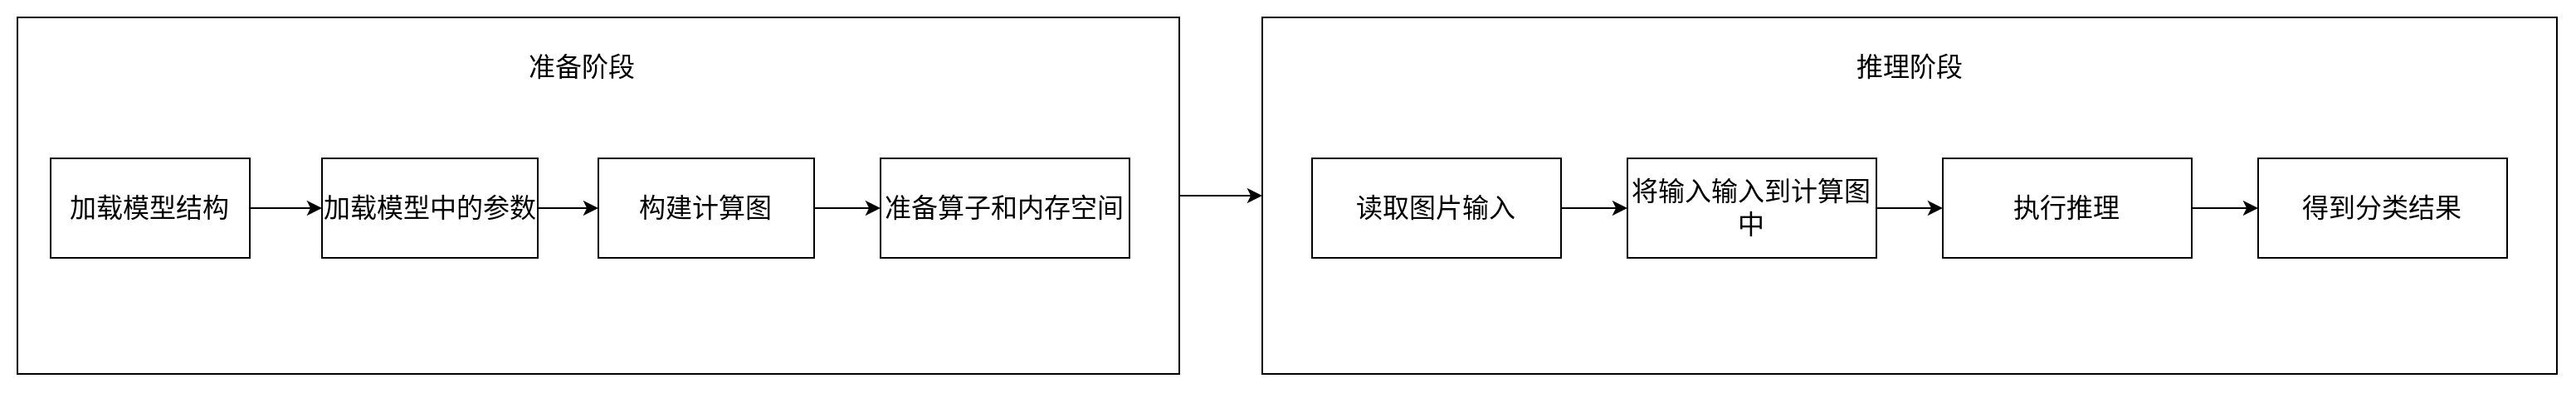 准备阶段
加载模型结构
加载模型中的参数
构建计算图
准备算子和内存空间
推理阶段
读取图片输入
将输入输入到计算图
中
执行推理
得到分类结果